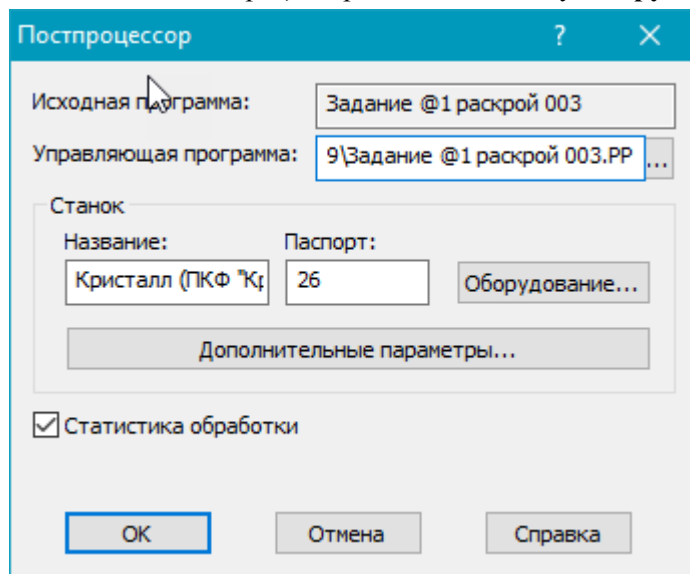 Постпроцессор ? ×
Исходная программа: Задание @1 раскрой 003
Управляющая программа: 9\Задание @1 раскрой 003.PP ...
Станок
Название: Паспорт:
Кристалл (ПКФ "Кр 26 Оборудование...
Дополнительные параметры...
Статистика обработки
ОК Отмена Справка